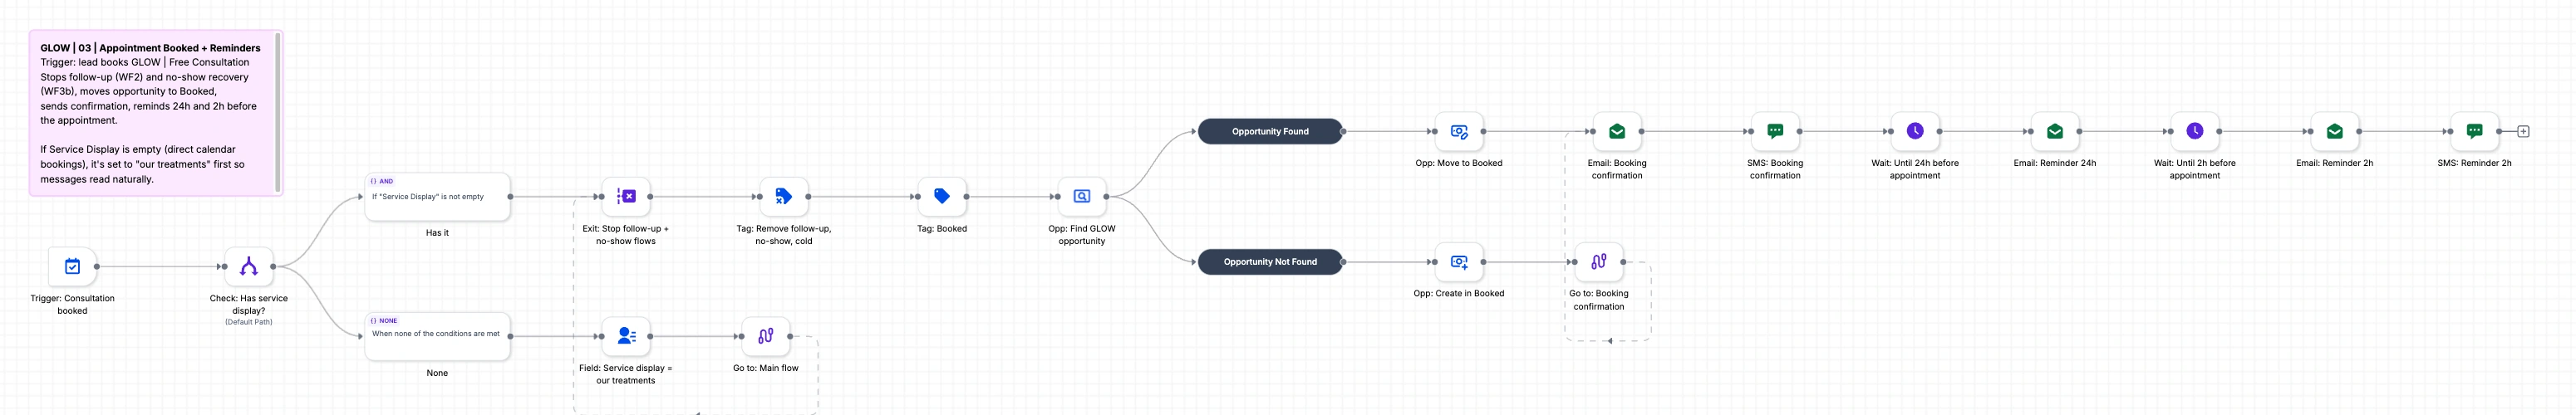 GLOW | 03 | Appointment Booked + Reminders
Trigger: lead books GLOW | Free Consultation
Stops follow-up (WF2) and no-show recovery
(WF3b), moves opportunity to Booked,
sends confirmation, reminds 24h and 2h before
the appointment.
If Service Display is empty (direct calendar
bookings), it's set to "our treatments" first so
messages read naturally.
Trigger: Consultation
booked
Check: Has service
display?
(Default Path)
{} AND
If "Service Display" is not empty
Has it
{} NONE
When none of the conditions are met
None
Exit: Stop follow-up +
no-show flows
Tag: Remove follow-up,
no-show, cold
Tag: Booked
Opp: Find GLOW
opportunity
Field: Service display =
our treatments
Go to: Main flow
Opportunity Found
Opp: Move to Booked
Email: Booking
confirmation
SMS: Booking
confirmation
Wait: Until 24h before
appointment
Email: Reminder 24h
Wait: Until 2h before
appointment
Email: Reminder 2h
SMS: Reminder 2h
Opportunity Not Found
Opp: Create in Booked
Go to: Booking
confirmation